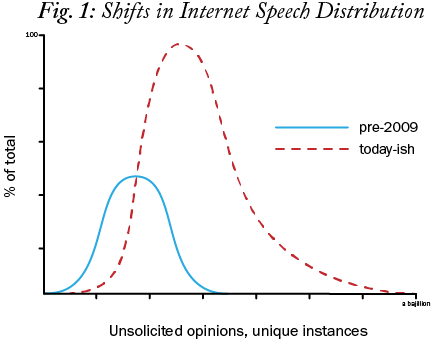 Fig. 1: Shifts in Internet Speech Distribution
100
% of total
pre-2009
today-ish
a bajillion
Unsolicited opinions, unique instances